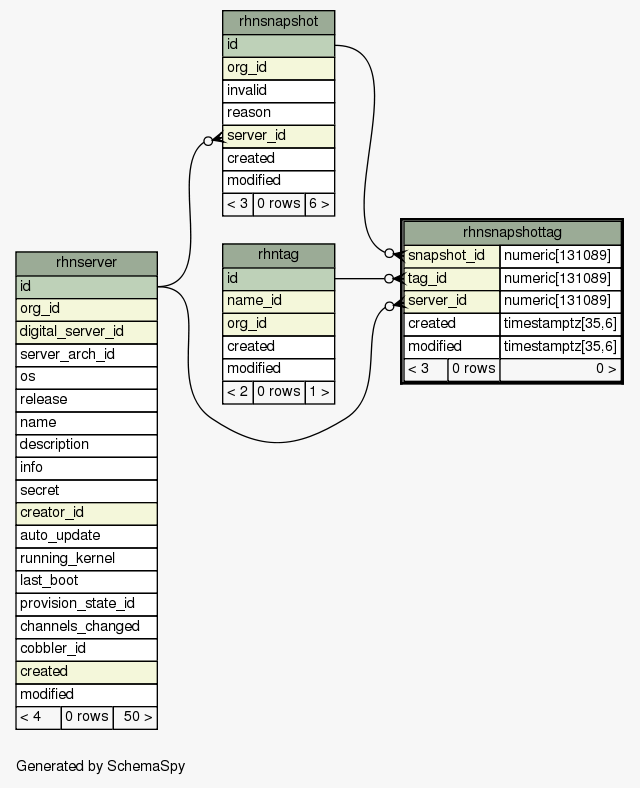 rhnsnapshot
id
org_id
invalid
reason
server_id
created
modified
< 3 0 rows 6 >
rhnsnapshottag
snapshot_id numeric[131089]
tag_id numeric[131089]
server_id numeric[131089]
created timestamptz[35,6]
modified timestamptz[35,6]
< 3 0 rows 0 >
rhntag
id
name_id
org_id
created
modified
< 2 0 rows 1 >
rhnserver
id
org_id
digital_server_id
server_arch_id
os
release
name
description
info
secret
creator_id
auto_update
running_kernel
last_boot
provision_state_id
channels_changed
cobbler_id
created
modified
< 4 0 rows 50 >
Generated by SchemaSpy